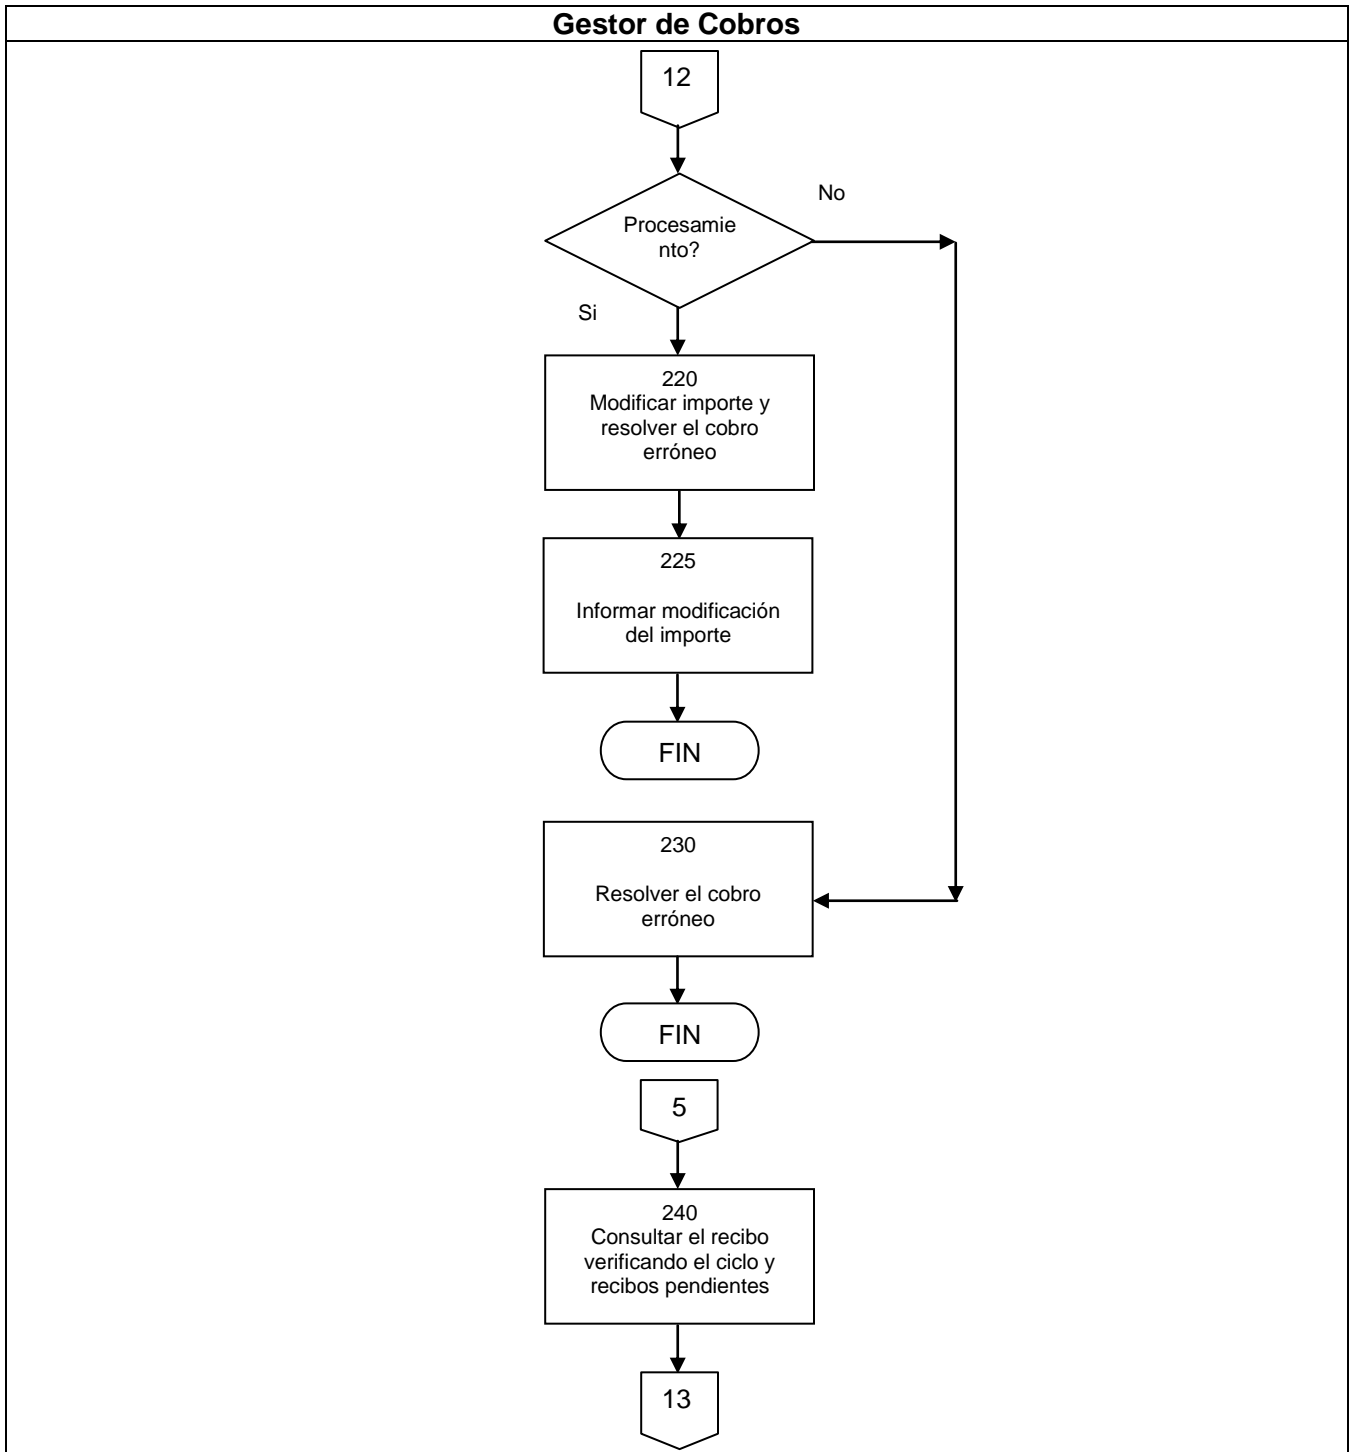 Gestor de Cobros
12
No
Procesamie
nto?
Si
220
Modificar importe y
resolver el cobro
erróneo
225
Informar modificación
del importe
FIN
230
Resolver el cobro
erróneo
FIN
5
240
Consultar el recibo
verificando el ciclo y
recibos pendientes
13